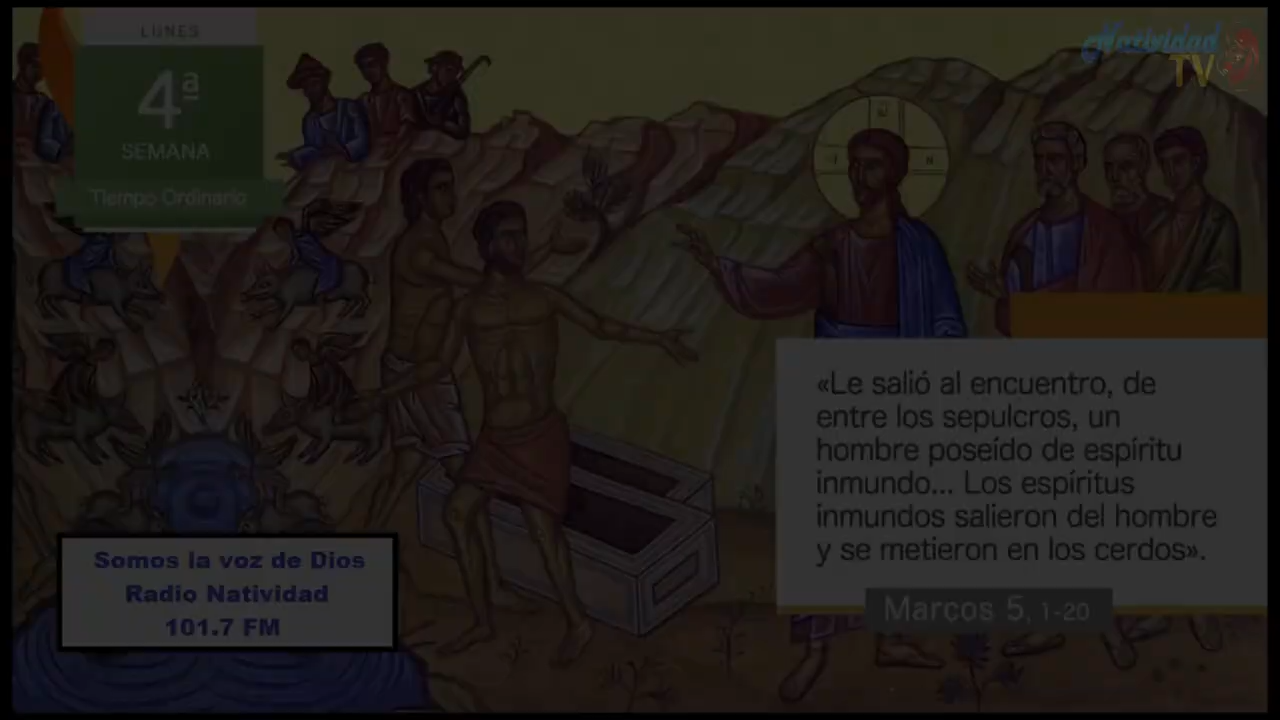 LUNES
4ª
SEMANA
Tiempo Ordinario
Natividad
TV
«Le salió al encuentro, de
entre los sepulcros, un
hombre poseído de espíritu
inmundo... Los espíritus
inmundos salieron del hombre
y se metieron en los cerdos».
Marcos 5, 1-20
Somos la voz de Dios
Radio Natividad
101.7 FM